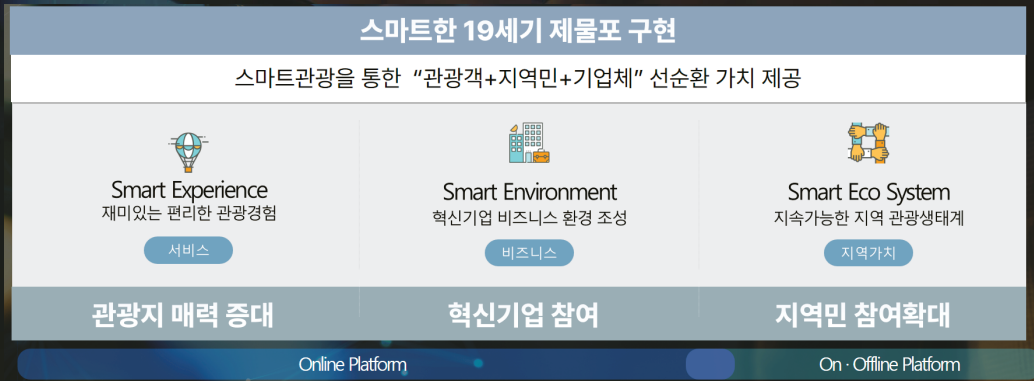 스마트한 19세기 제물포 구현
스마트관광을 통한 “관광객+지역민+기업체” 선순환 가치 제공
Smart Experience
재미있는 편리한 관광경험
서비스
Smart Environment
혁신기업 비즈니스 환경 조성
비즈니스
Smart Eco System
지속가능한 지역 관광생태계
지역가치
관광지 매력 증대
혁신기업 참여
지역민 참여확대
Online Platform
On · Offline Platform